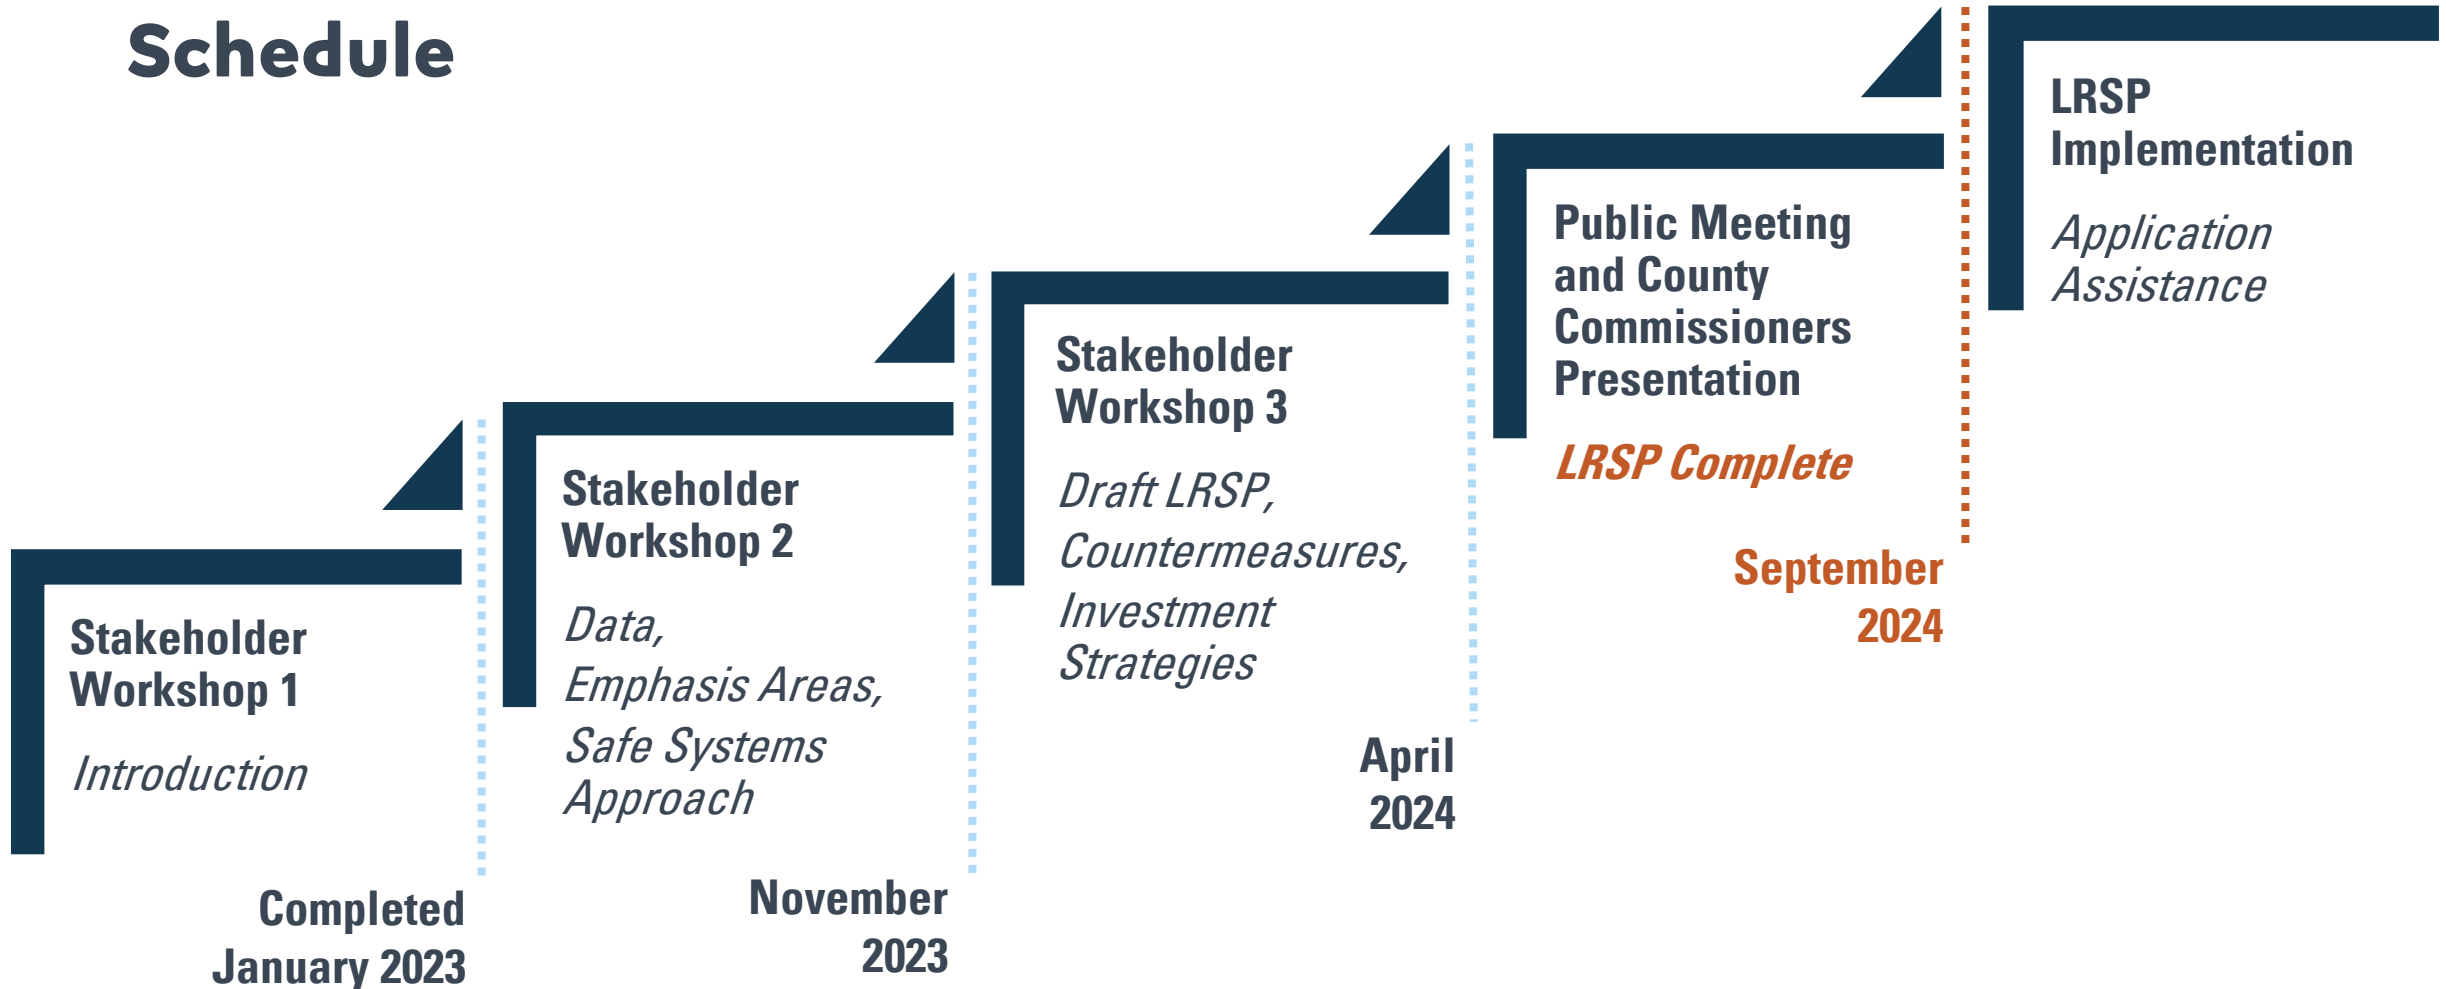 Schedule
Stakeholder
Workshop 1
Introduction
Completed
January 2023
Stakeholder
Workshop 2
Data,
Emphasis Areas,
Safe Systems
Approach
November
2023
Stakeholder
Workshop 3
Draft LRSP,
Countermeasures,
Investment
Strategies
April
2024
Public Meeting
and County
Commissioners
Presentation
LRSP Complete
September
2024
LRSP
Implementation
Application
Assistance